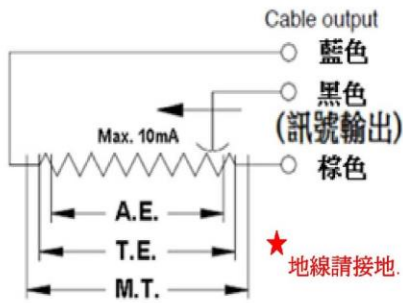 Cable output
藍色
黑色
(訊號輸出)
Max. 10mA
棕色
A.E.
T.E.
M.T.
★
地線請接地.